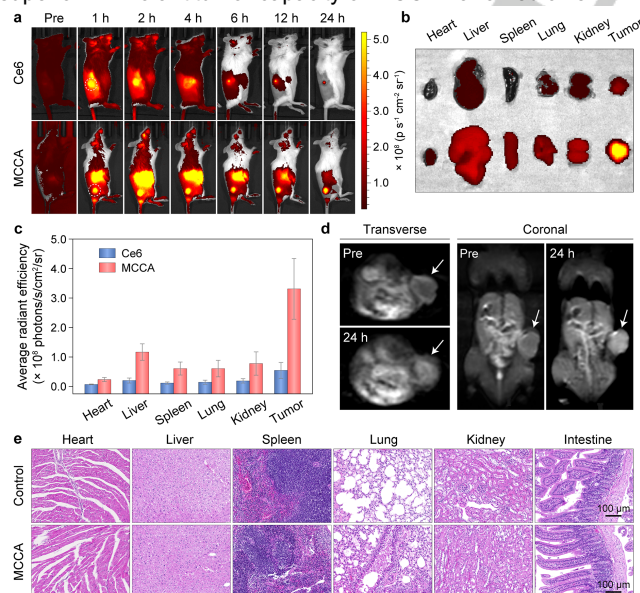 a
Pre
1 h
2 h
4 h
6 h
12 h
24 h
Ce6
MCCA
5.0
4.0
3.0
2.0
1.0
× 10⁸ (p s⁻¹ cm⁻² sr⁻¹)
b
Heart
Liver
Spleen
Lung
Kidney
Tumor
c
Average radiant efficiency
(× 10⁸ photons/s/cm²/sr)
5.0
4.0
3.0
2.0
1.0
0.0
Ce6
MCCA
Heart
Liver
Spleen
Lung
Kidney
Tumor
d
Transverse
Coronal
Pre
24 h
Pre
24 h
e
Heart
Liver
Spleen
Lung
Kidney
Intestine
Control
MCCA
100 μm
100 μm